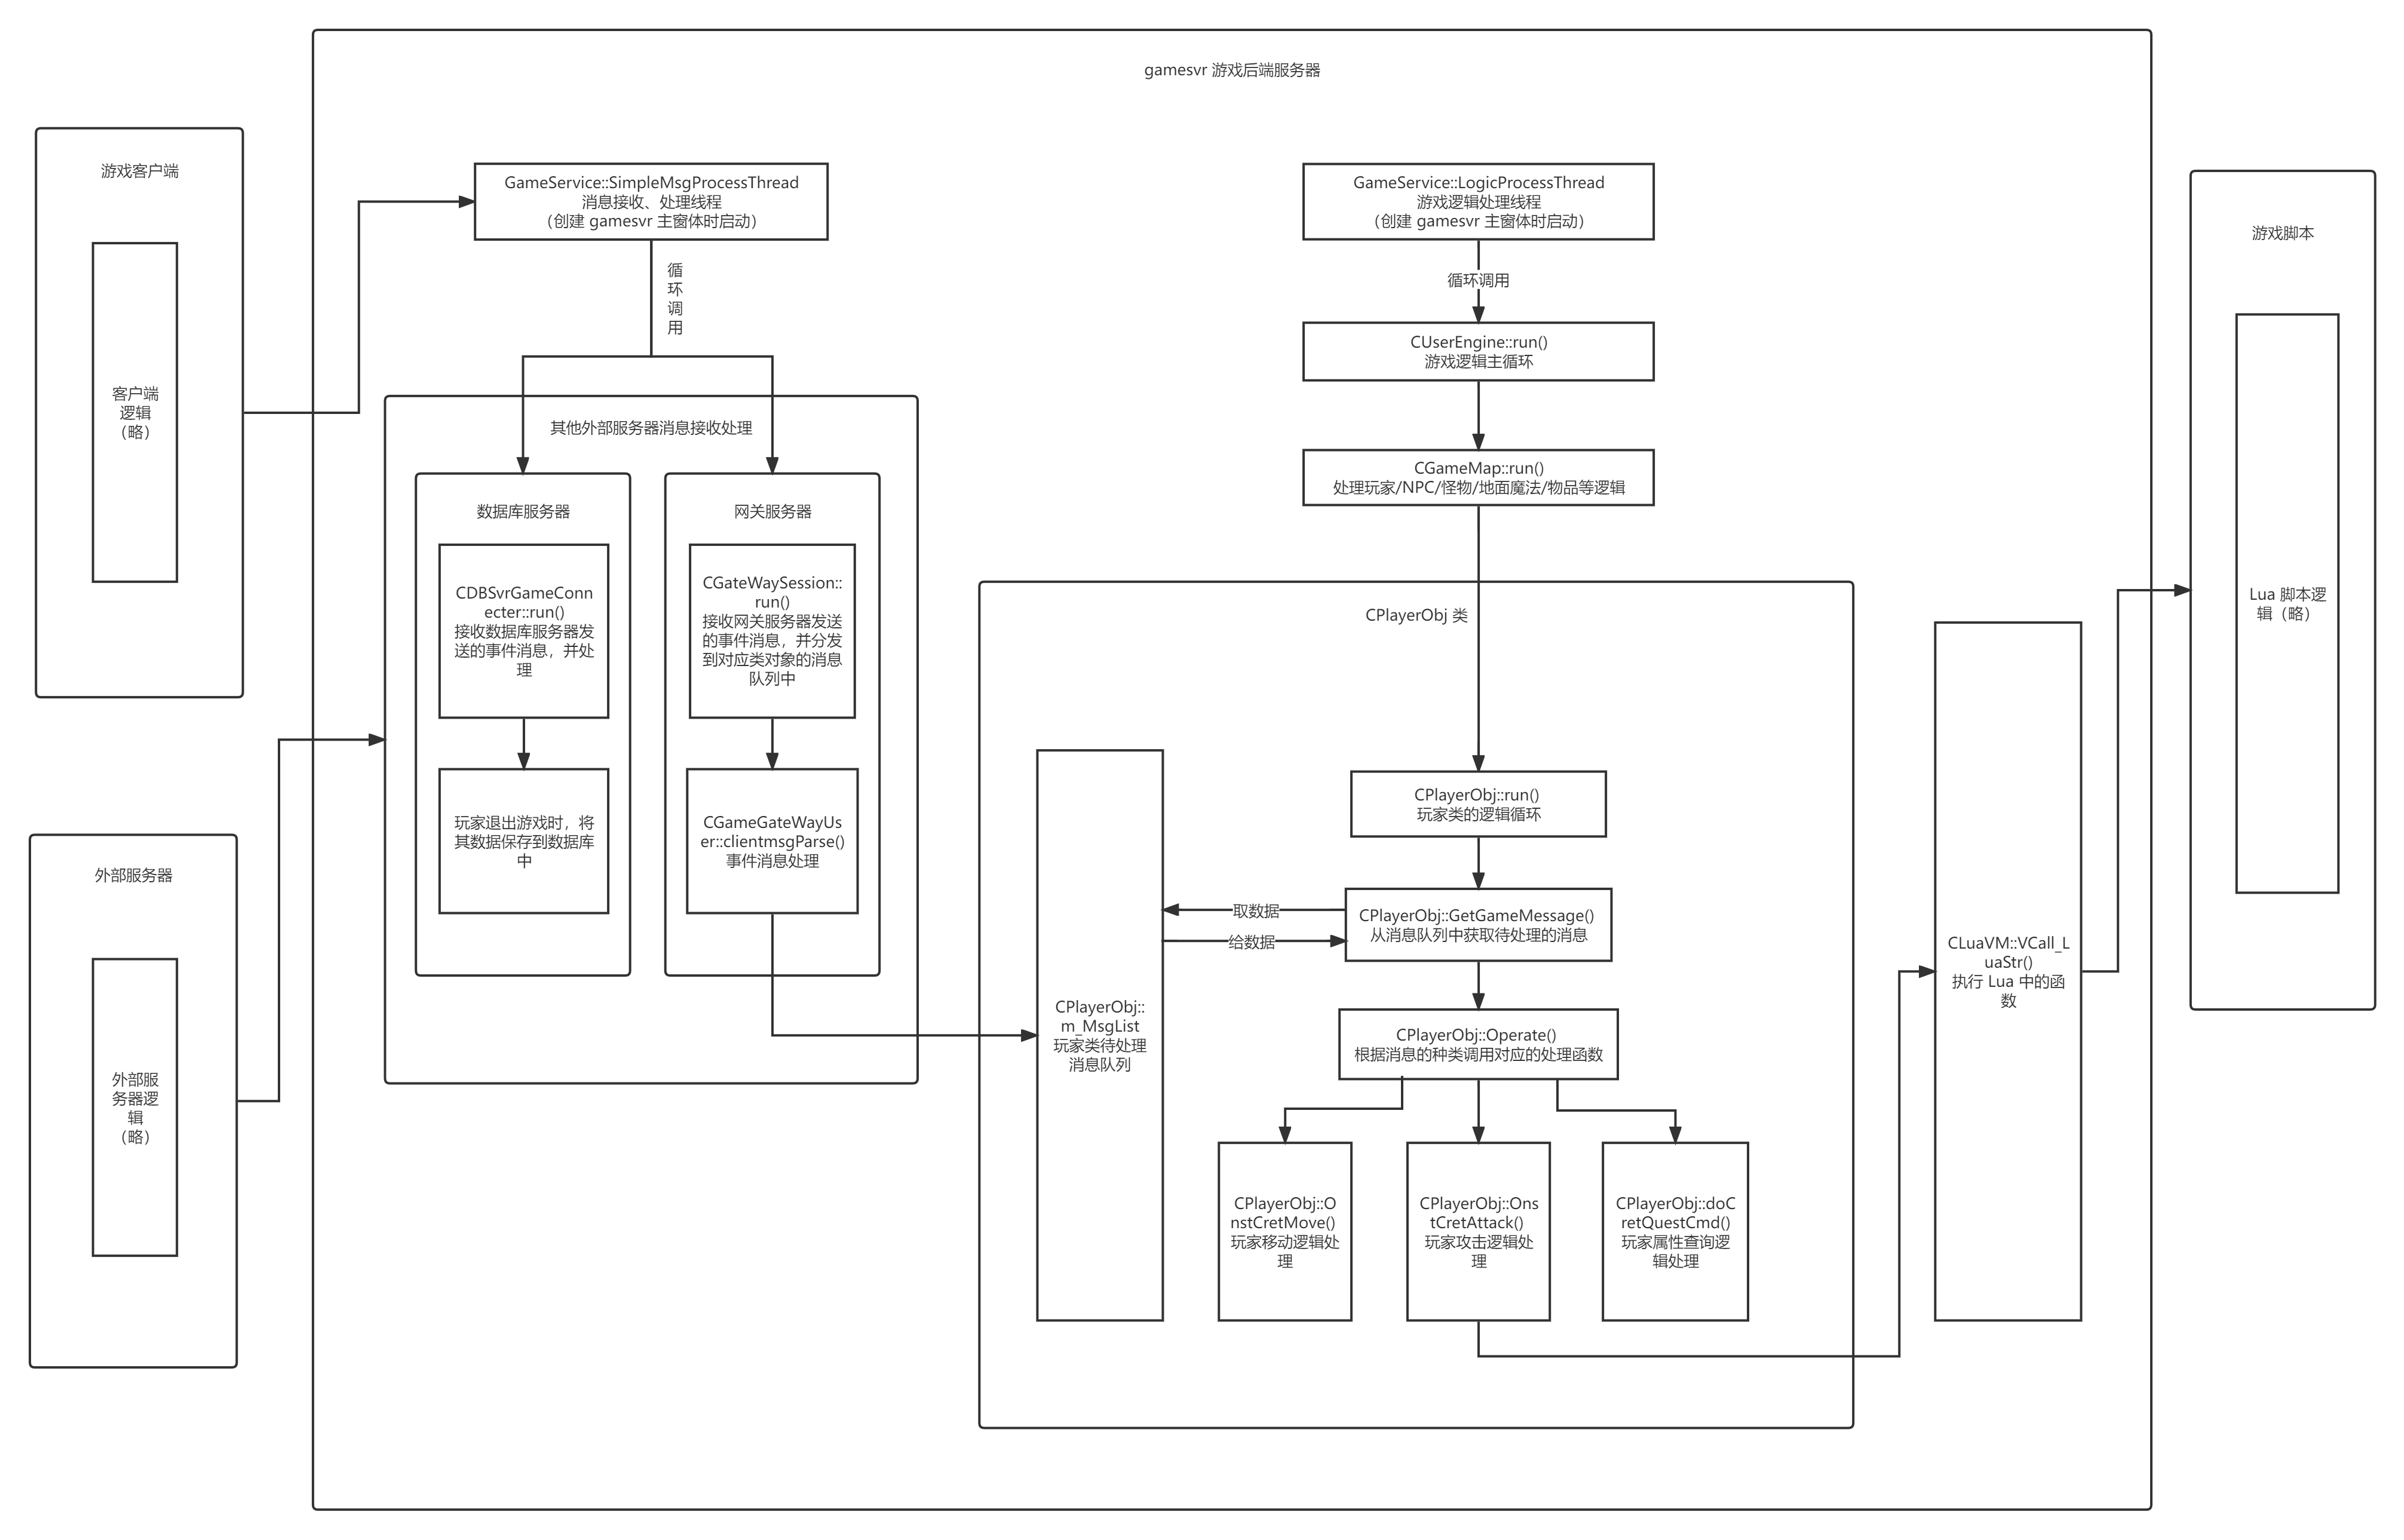 gamesvr 游戏后端服务器
游戏客户端
客户端
逻辑
（略）
外部服务器
外部服
务器逻
辑
（略）
GameService::SimpleMsgProcessThread
消息接收、处理线程
（创建 gamesvr 主窗体时启动）
循
环
调
用
其他外部服务器消息接收处理
数据库服务器
CDBSvrGameConn
ecter::run()
接收数据库服务器发
送的事件消息，并处
理
玩家退出游戏时，将
其数据保存到数据库
中
网关服务器
CGateWaySession::
run()
接收网关服务器发送
的事件消息，并分发
到对应类对象的消息
队列中
CGameGateWayUs
er::clientmsgParse()
事件消息处理
GameService::LogicProcessThread
游戏逻辑处理线程
（创建 gamesvr 主窗体时启动）
循环调用
CUserEngine::run()
游戏逻辑主循环
CGameMap::run()
处理玩家/NPC/怪物/地面魔法/物品等逻辑
CPlayerObj 类
CPlayerObj::
m_MsgList
玩家类待处理
消息队列
CPlayerObj::run()
玩家类的逻辑循环
取数据
给数据
CPlayerObj::GetGameMessage()
从消息队列中获取待处理的消息
CPlayerObj::Operate()
根据消息的种类调用对应的处理函数
CPlayerObj::O
nstCretMove()
玩家移动逻辑处
理
CPlayerObj::Ons
tCretAttack()
玩家攻击逻辑处
理
CPlayerObj::doC
retQuestCmd()
玩家属性查询逻
辑处理
CLuaVM::VCall_L
uaStr()
执行 Lua 中的函
数
游戏脚本
Lua 脚本逻
辑（略）